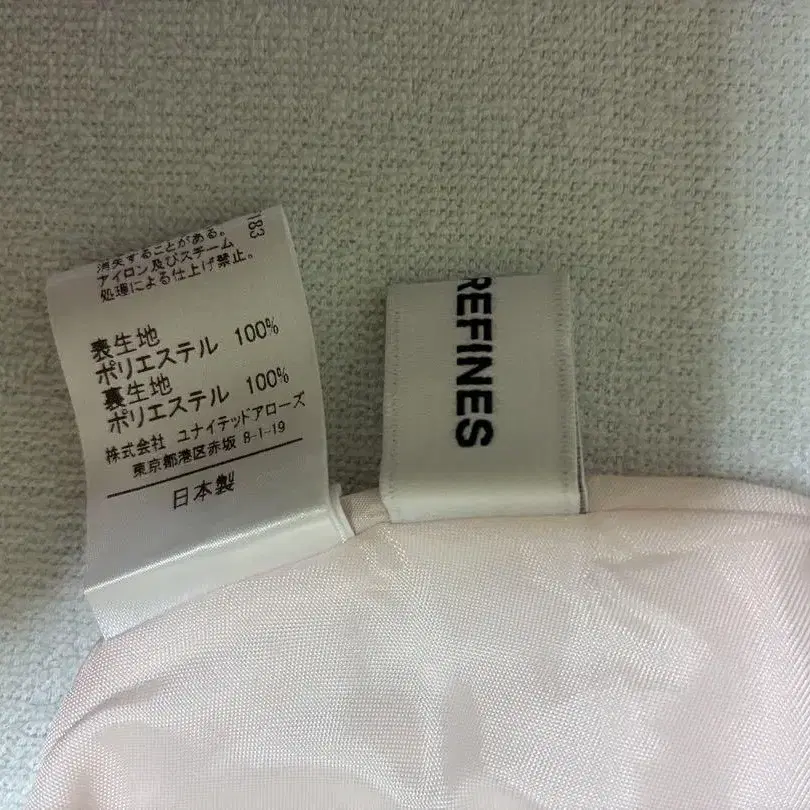 消失することがある。
アイロン及びスチーム
処理による仕上げ禁止。
183
表生地
ポリエステル 100%
裏生地
ポリエステル 100%
株式会社 ユナイテッドアローズ
東京都港区赤坂 8-1-19
日本製
REFINES